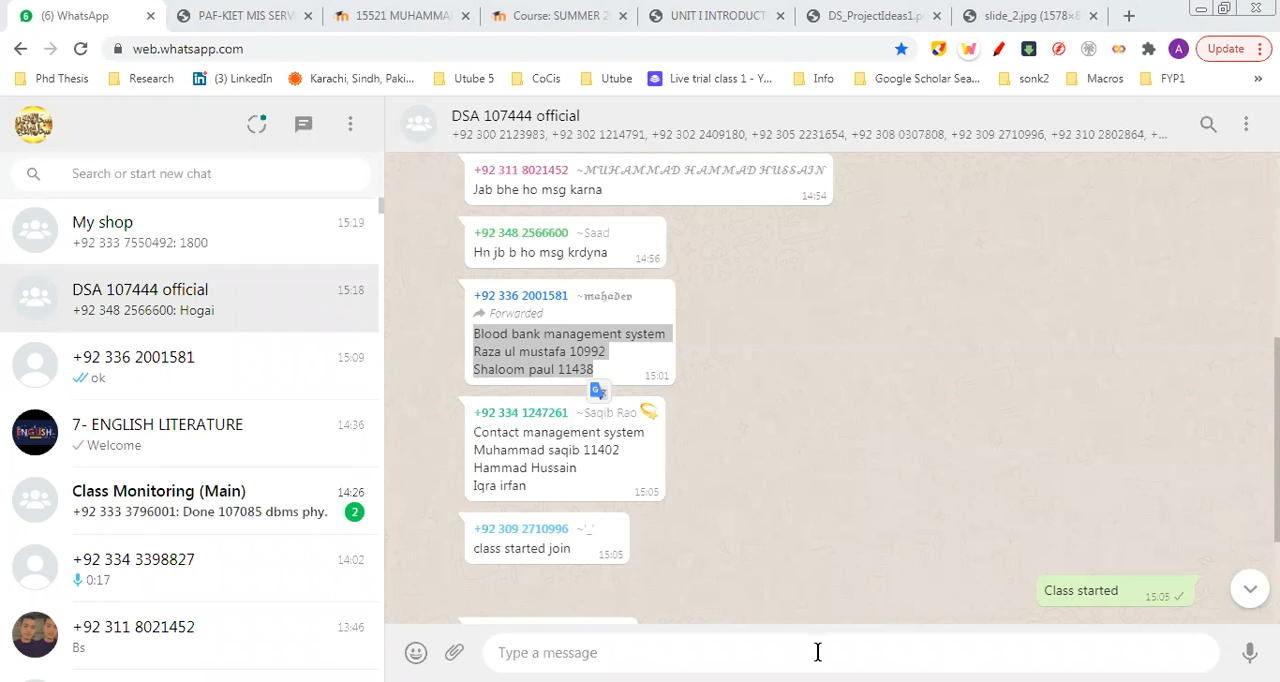 (6) WhatsApp
PAF-KIET MIS SERV
15521 MUHAMMA
Course: SUMMER 2
UNIT I INTRODUCT
DS_ProjectIdeas1.p
slide_2.jpg (1578×8
web.whatsapp.com
A
Update
Phd Thesis
Research
(3) LinkedIn
Karachi, Sindh, Paki...
Utube 5
CoCis
Utube
Live trial class 1 - Y...
Info
Google Scholar Sea...
sonk2
Macros
FYP1
»
Search or start new chat
My shop
15:19
+92 333 7550492: 1800
DSA 107444 official
15:18
+92 348 2566600: Hogai
+92 336 2001581
15:09
ok
7- ENGLISH LITERATURE
14:36
Welcome
ENGLISH
Class Monitoring (Main)
14:26
+92 333 3796001: Done 107085 dbms phy.
2
+92 334 3398827
14:02
0:17
+92 311 8021452
13:46
Bs
DSA 107444 official
+92 300 2123983, +92 302 1214791, +92 302 2409180, +92 305 2231654, +92 308 0307808, +92 309 2710996, +92 310 2802864, +...
+92 311 8021452 ~𝓜𝓤𝓗𝓐𝓜𝓜𝓐𝓓 𝓗𝓐𝓜𝓜𝓐𝓓 𝓗𝓤𝓢𝓢𝓐𝓘𝓝
Jab bhe ho msg karna
14:54
+92 348 2566600 ~Saad
Hn jb b ho msg krdyna
14:56
+92 336 2001581 ~𝖒𝖆𝖍𝖆𝖉𝖊𝖛
Forwarded
Blood bank management system
Raza ul mustafa 10992
Shaloom paul 11438
15:01
+92 334 1247261 ~Saqib Rao 💫
Contact management system
Muhammad saqib 11402
Hammad Hussain
Iqra irfan
15:05
+92 309 2710996 ~'_'
class started join
15:05
Class started
15:05
Type a message